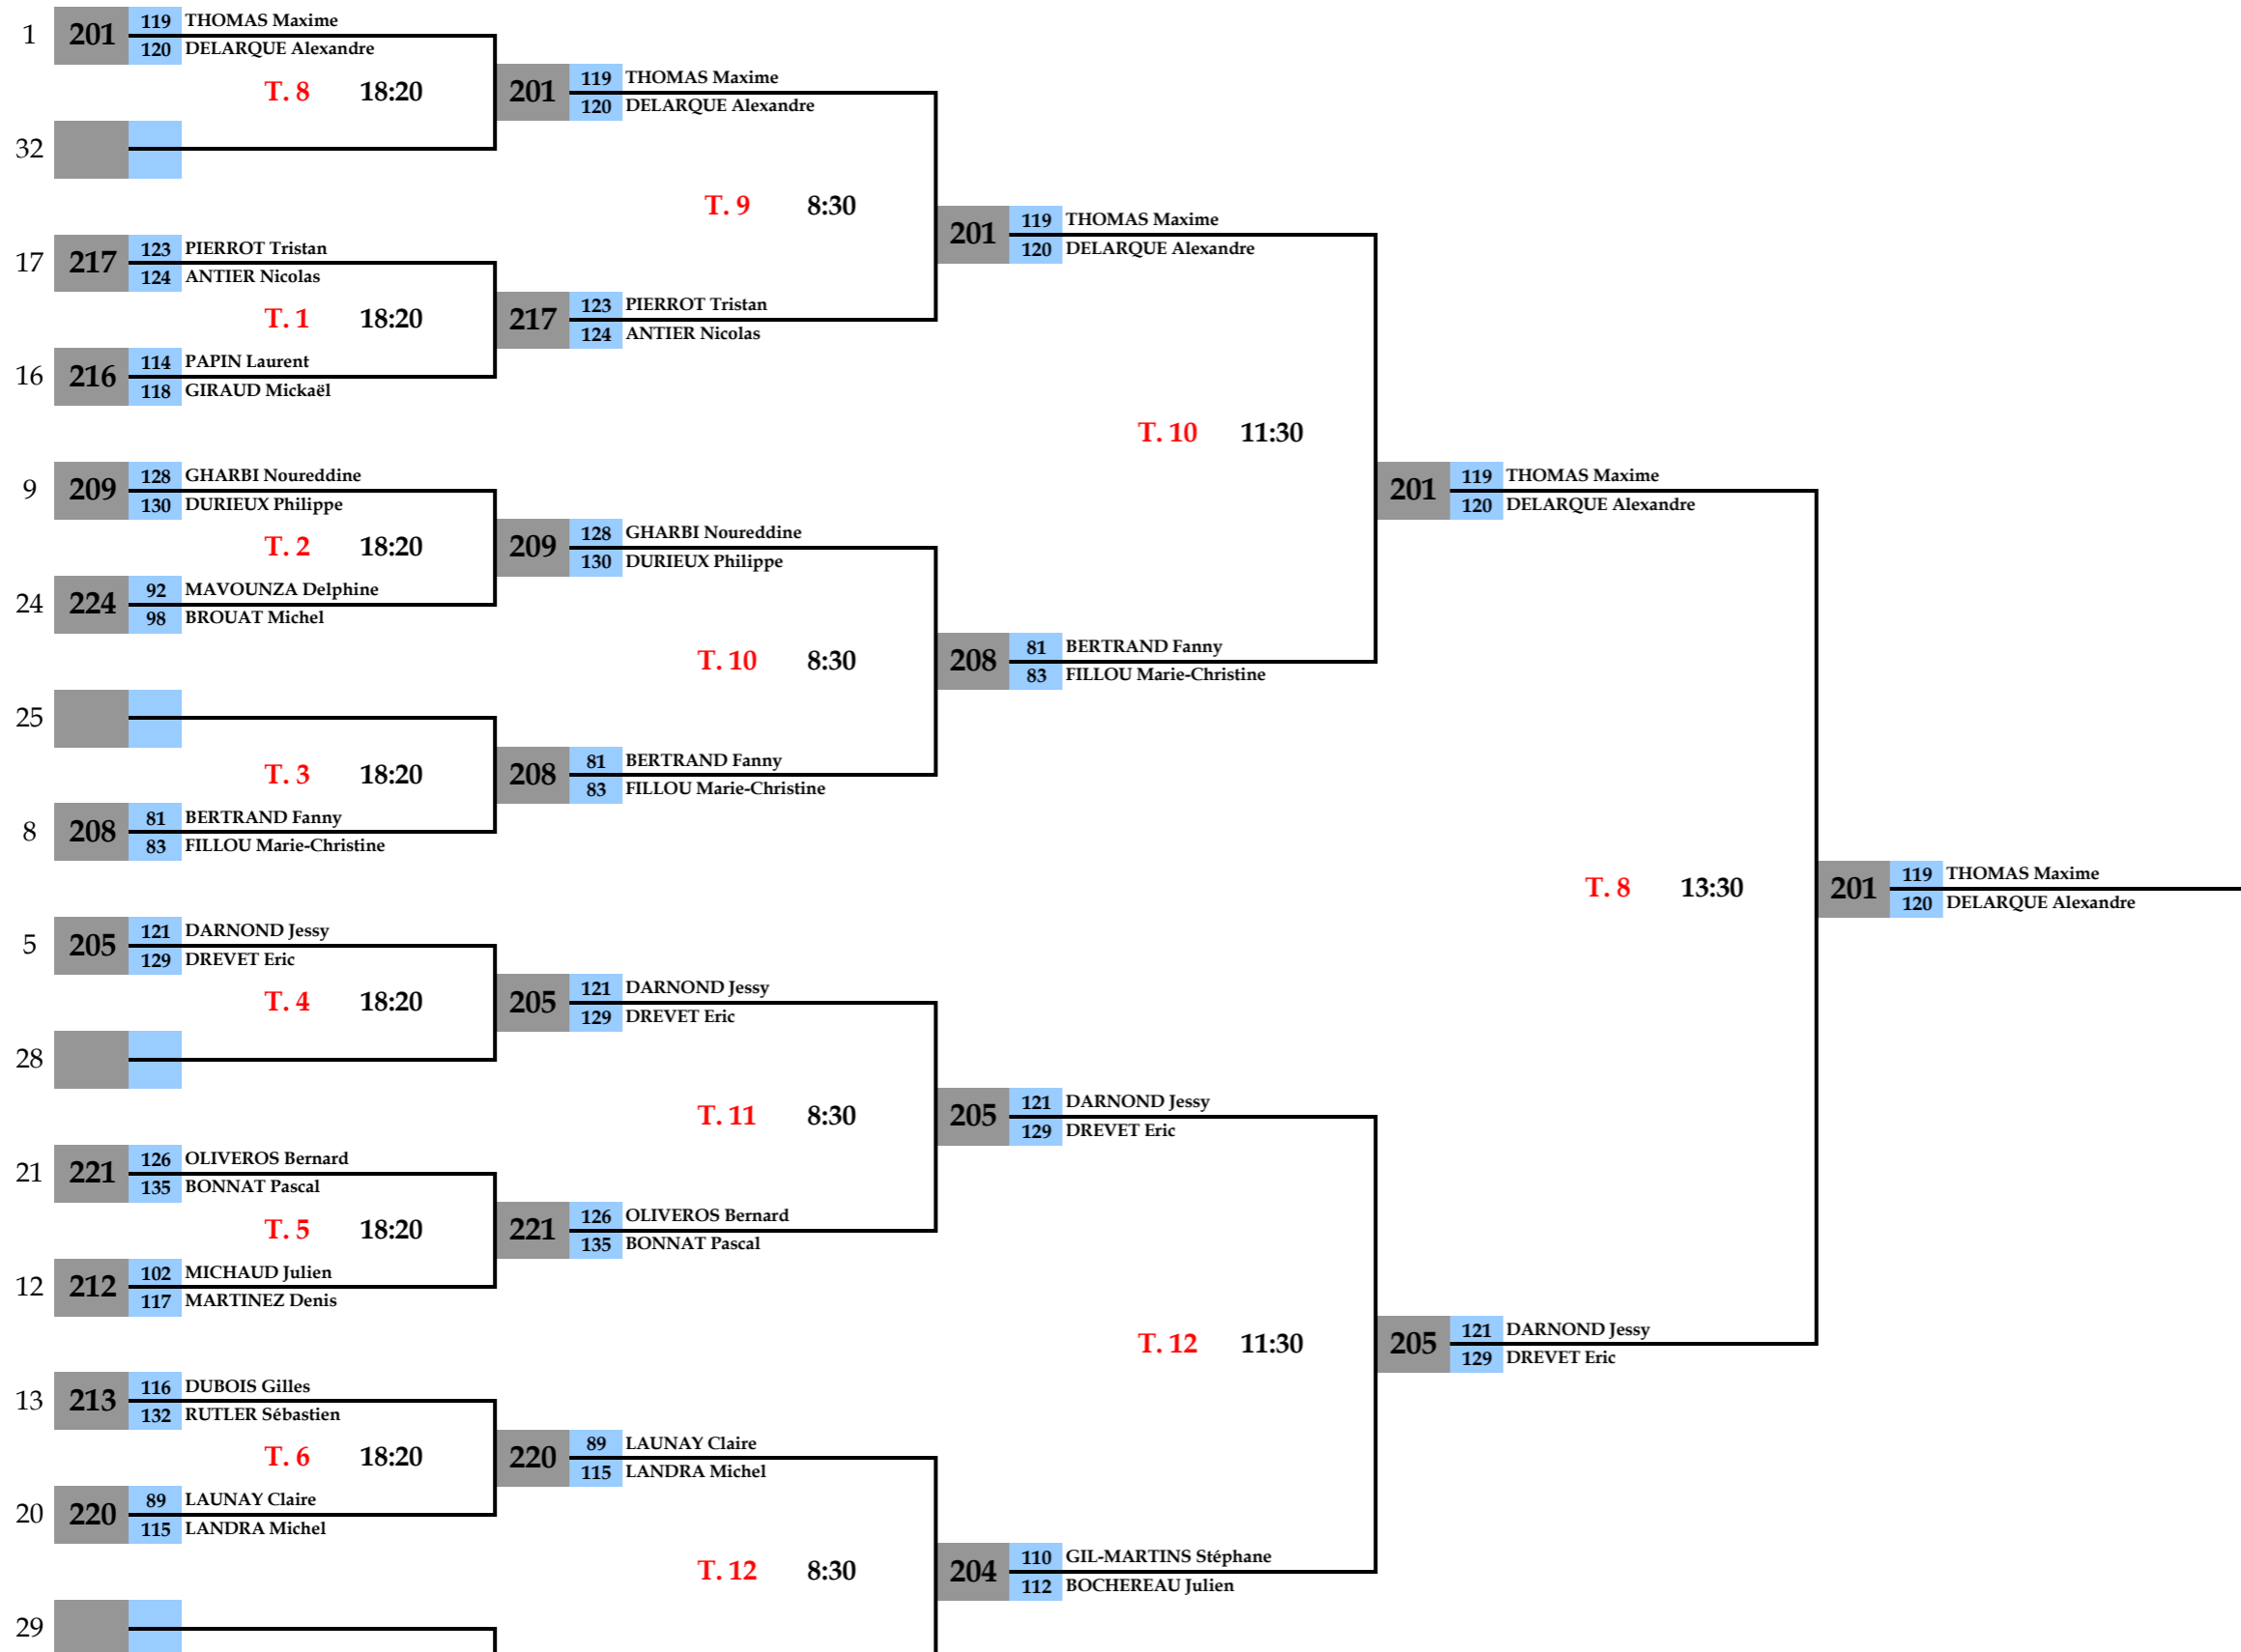 1 201 119 THOMAS Maxime
120 DELARQUE Alexandre
T. 8 18:20
32
17 217 123 PIERROT Tristan
124 ANTIER Nicolas
T. 1 18:20
16 216 114 PAPIN Laurent
118 GIRAUD Mickaël
9 209 128 GHARBI Noureddine
130 DURIEUX Philippe
T. 2 18:20
24 224 92 MAVOUNZA Delphine
98 BROUAT Michel
25
T. 3 18:20
8 208 81 BERTRAND Fanny
83 FILLOU Marie-Christine
5 205 121 DARNOND Jessy
129 DREVET Eric
T. 4 18:20
28
21 221 126 OLIVEROS Bernard
135 BONNAT Pascal
T. 5 18:20
12 212 102 MICHAUD Julien
117 MARTINEZ Denis
13 213 116 DUBOIS Gilles
132 RUTLER Sébastien
T. 6 18:20
20 220 89 LAUNAY Claire
115 LANDRA Michel
29
201 119 THOMAS Maxime
120 DELARQUE Alexandre
T. 9 8:30
217 123 PIERROT Tristan
124 ANTIER Nicolas
209 128 GHARBI Noureddine
130 DURIEUX Philippe
T. 10 8:30
208 81 BERTRAND Fanny
83 FILLOU Marie-Christine
205 121 DARNOND Jessy
129 DREVET Eric
T. 11 8:30
221 126 OLIVEROS Bernard
135 BONNAT Pascal
220 89 LAUNAY Claire
115 LANDRA Michel
T. 12 8:30
201 119 THOMAS Maxime
120 DELARQUE Alexandre
T. 10 11:30
208 81 BERTRAND Fanny
83 FILLOU Marie-Christine
205 121 DARNOND Jessy
129 DREVET Eric
T. 12 11:30
204 110 GIL-MARTINS Stéphane
112 BOCHEREAU Julien
201 119 THOMAS Maxime
120 DELARQUE Alexandre
T. 8 13:30
205 121 DARNOND Jessy
129 DREVET Eric
201 119 THOMAS Maxime
120 DELARQUE Alexandre